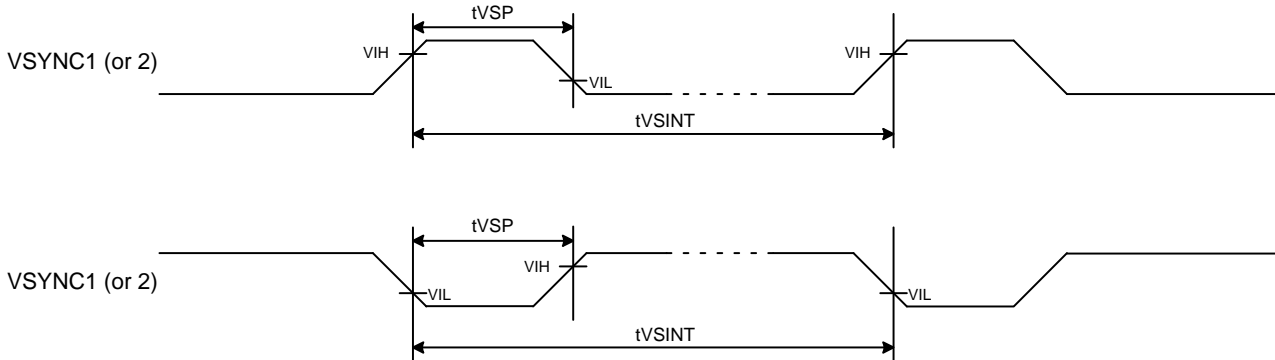 tVSP
VSYNC1 (or 2)
VIH
VIL
VIH
tVSINT
tVSP
VSYNC1 (or 2)
VIL
VIH
VIL
tVSINT